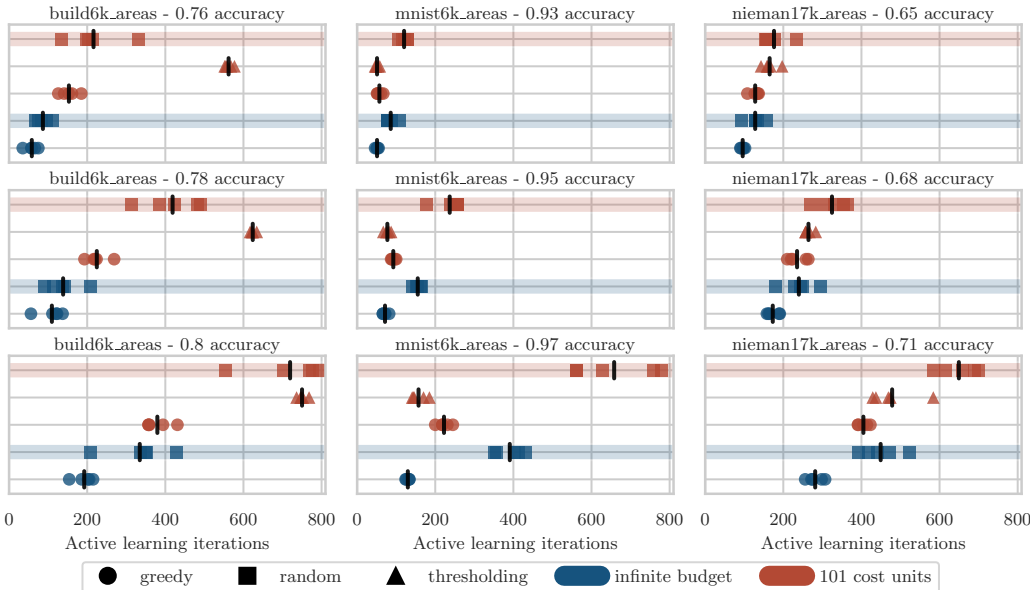 build6k_areas - 0.76 accuracy
mnist6k_areas - 0.93 accuracy
nieman17k_areas - 0.65 accuracy
build6k_areas - 0.78 accuracy
mnist6k_areas - 0.95 accuracy
nieman17k_areas - 0.68 accuracy
build6k_areas - 0.8 accuracy
mnist6k_areas - 0.97 accuracy
nieman17k_areas - 0.71 accuracy
0 200 400 600 800
0 200 400 600 800
0 200 400 600 800
Active learning iterations
Active learning iterations
Active learning iterations
greedy random thresholding infinite budget 101 cost units